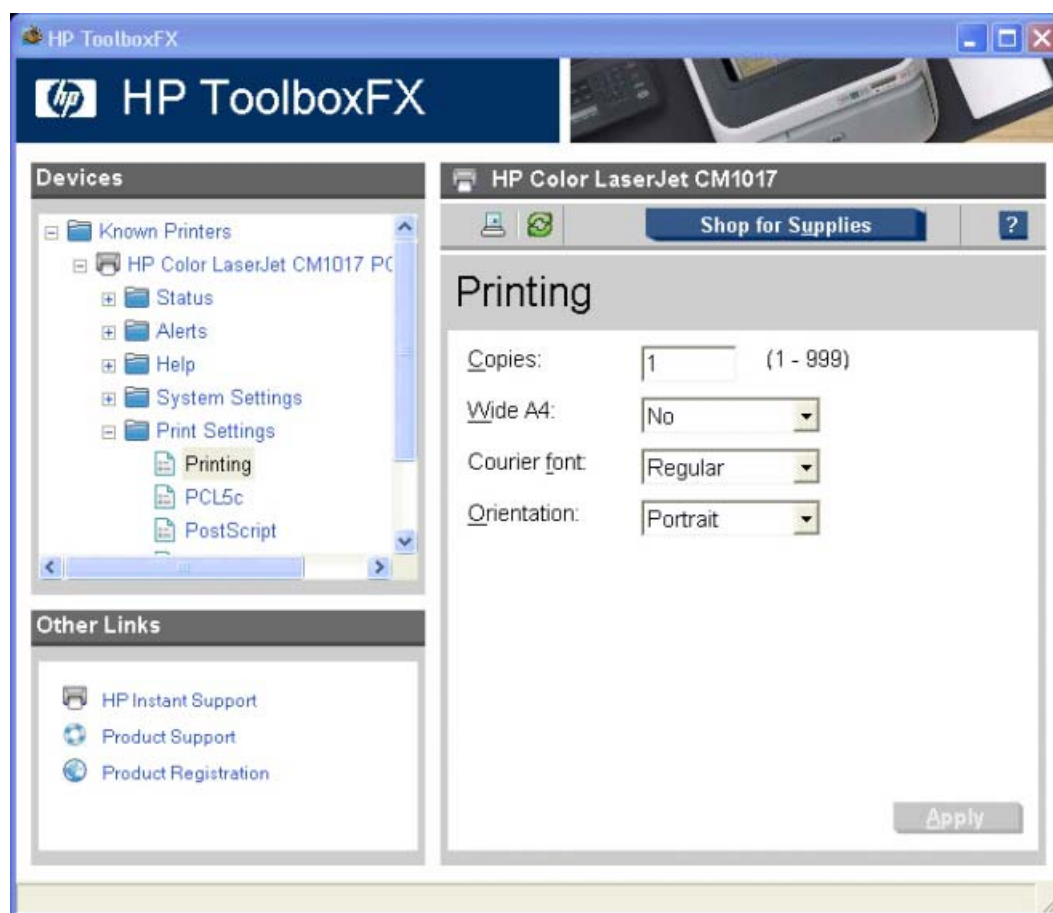 HP ToolboxFX
hp HP ToolboxFX
Devices
Known Printers
HP Color LaserJet CM1017 PC
Status
Alerts
Help
System Settings
Print Settings
Printing
PCL5c
PostScript
Other Links
HP Instant Support
Product Support
Product Registration
HP Color LaserJet CM1017
Shop for Supplies ?
Printing
Copies: 1 (1 - 999)
Wide A4: No
Courier font: Regular
Orientation: Portrait
Apply